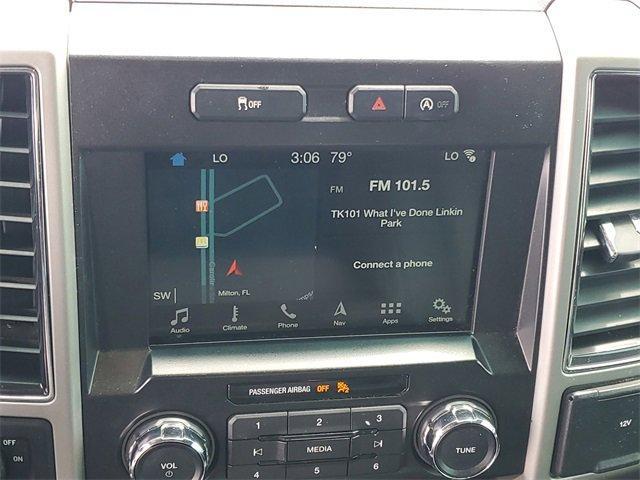 OFF
A OFF
LO 3:06 79° LO
FM FM 101.5
TK101 What I've Done Linkin
Park
Connect a phone
SW
Milton, FL
Audio Climate Phone Nav Apps Settings
PASSENGER AIRBAG OFF
1 2 3
MEDIA
4 5 6
VOL
TUNE
OFF
ON
12V